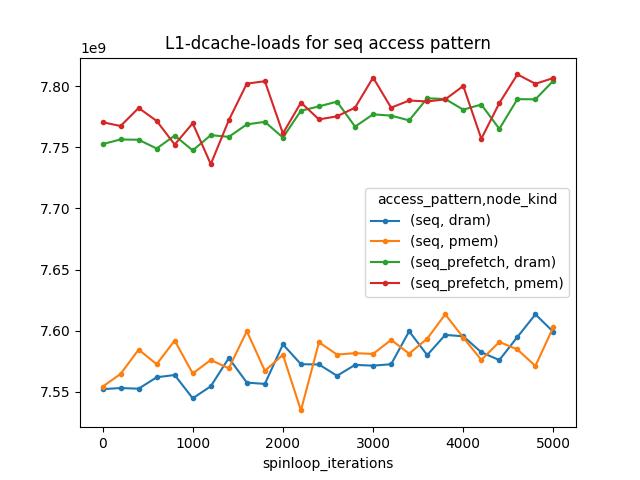 L1-dcache-loads for seq access pattern
1e9
7.80
7.75
7.70
7.65
7.60
7.55
access_pattern,node_kind
(seq, dram)
(seq, pmem)
(seq_prefetch, dram)
(seq_prefetch, pmem)
0 1000 2000 3000 4000 5000
spinloop_iterations